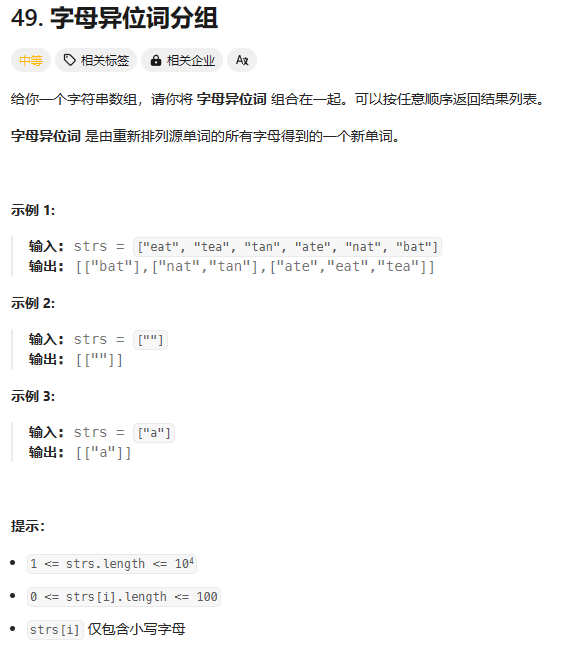 49. 字母异位词分组
中等 相关标签 相关企业 Ax
给你一个字符串数组，请你将 字母异位词 组合在一起。可以按任意顺序返回结果列表。
字母异位词 是由重新排列源单词的所有字母得到的一个新单词。
示例 1:
输入: strs = ["eat", "tea", "tan", "ate", "nat", "bat"]
输出: [["bat"],["nat","tan"],["ate","eat","tea"]]
示例 2:
输入: strs = [""]
输出: [[""]]
示例 3:
输入: strs = ["a"]
输出: [["a"]]
提示：
1 <= strs.length <= 10⁴
0 <= strs[i].length <= 100
strs[i] 仅包含小写字母